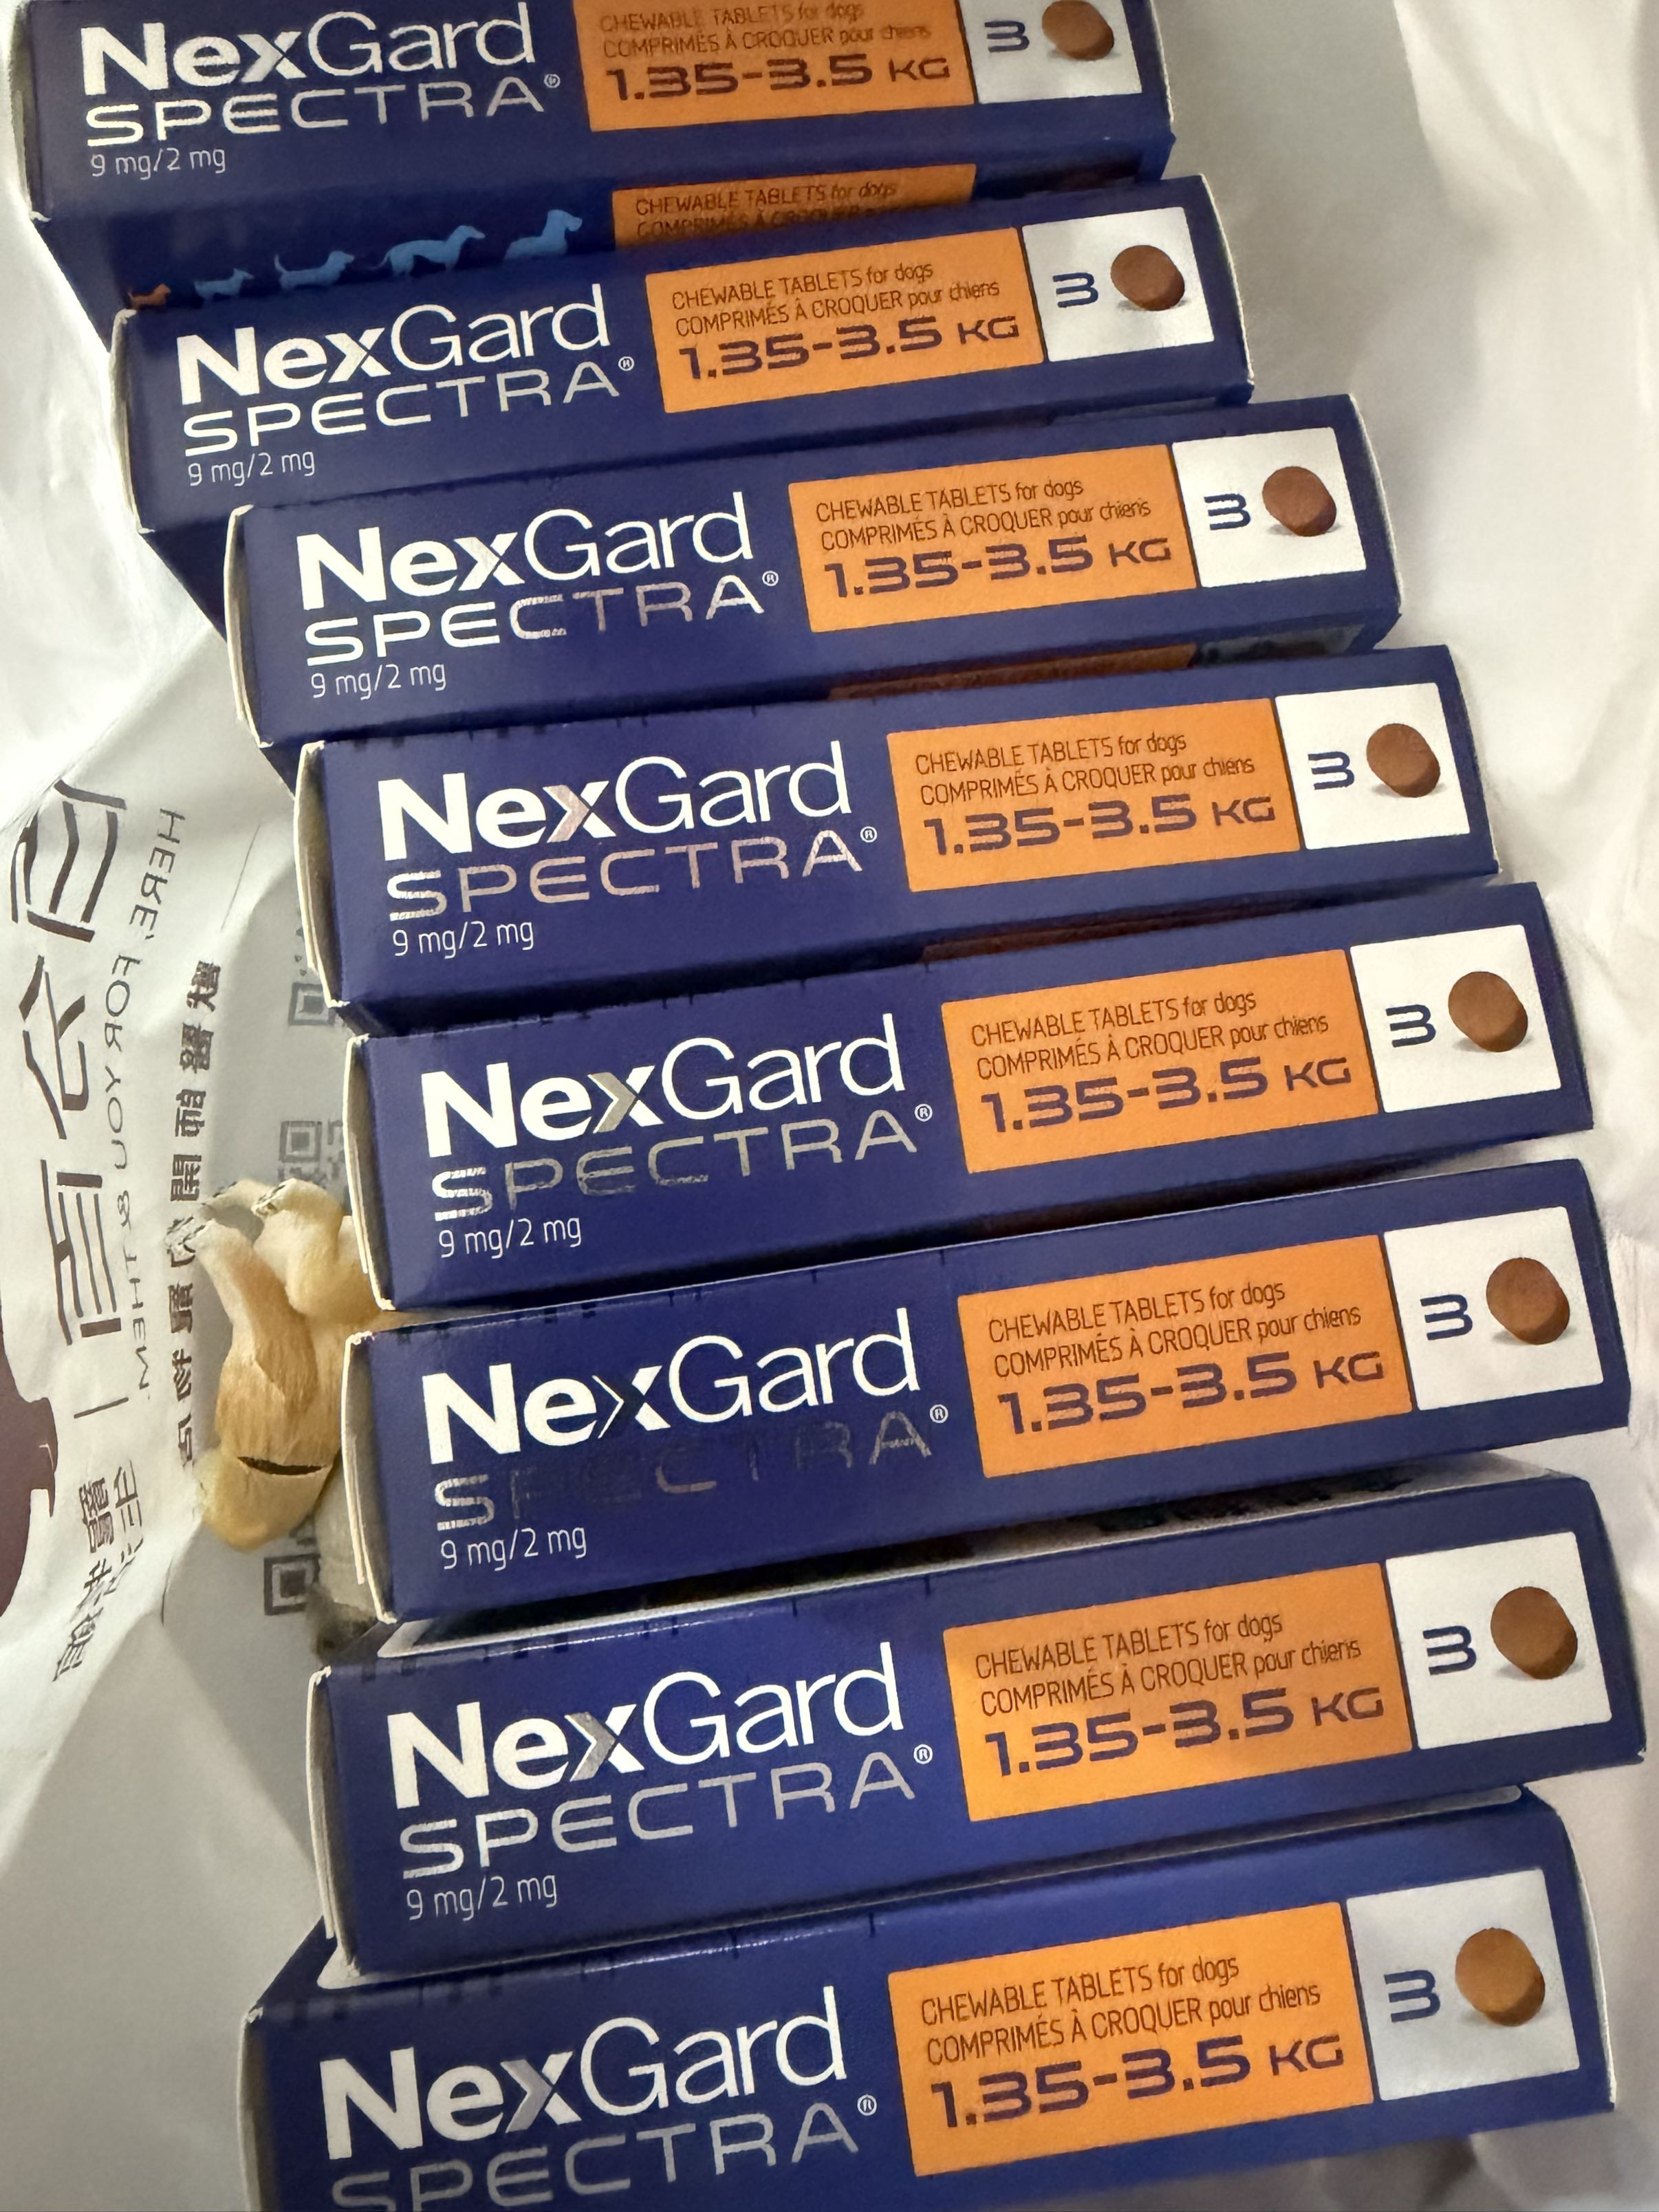 NexGard
SPECTRA®
9 mg/2 mg
CHEWABLE TABLETS for dogs
COMPRIMÉS À CROQUER pour chiens
1.35-3.5 KG
3
CHEWABLE TABLETS for dogs
COMPRIMÉS À CROQUER
NexGard
SPECTRA®
9 mg/2 mg
CHEWABLE TABLETS for dogs
COMPRIMÉS À CROQUER pour chiens
1.35-3.5 KG
3
NexGard
SPECTRA®
9 mg/2 mg
CHEWABLE TABLETS for dogs
COMPRIMÉS À CROQUER pour chiens
1.35-3.5 KG
3
NexGard
SPECTRA®
9 mg/2 mg
CHEWABLE TABLETS for dogs
COMPRIMÉS À CROQUER pour chiens
1.35-3.5 KG
3
NexGard
SPECTRA®
9 mg/2 mg
CHEWABLE TABLETS for dogs
COMPRIMÉS À CROQUER pour chiens
1.35-3.5 KG
3
NexGard
SPECTRA®
9 mg/2 mg
CHEWABLE TABLETS for dogs
COMPRIMÉS À CROQUER pour chiens
1.35-3.5 KG
3
NexGard
SPECTRA®
9 mg/2 mg
CHEWABLE TABLETS for dogs
COMPRIMÉS À CROQUER pour chiens
1.35-3.5 KG
3
NexGard
SPECTRA®
CHEWABLE TABLETS for dogs
COMPRIMÉS À CROQUER pour chiens
1.35-3.5 KG
3
HERE, FOR YOU & THEM.